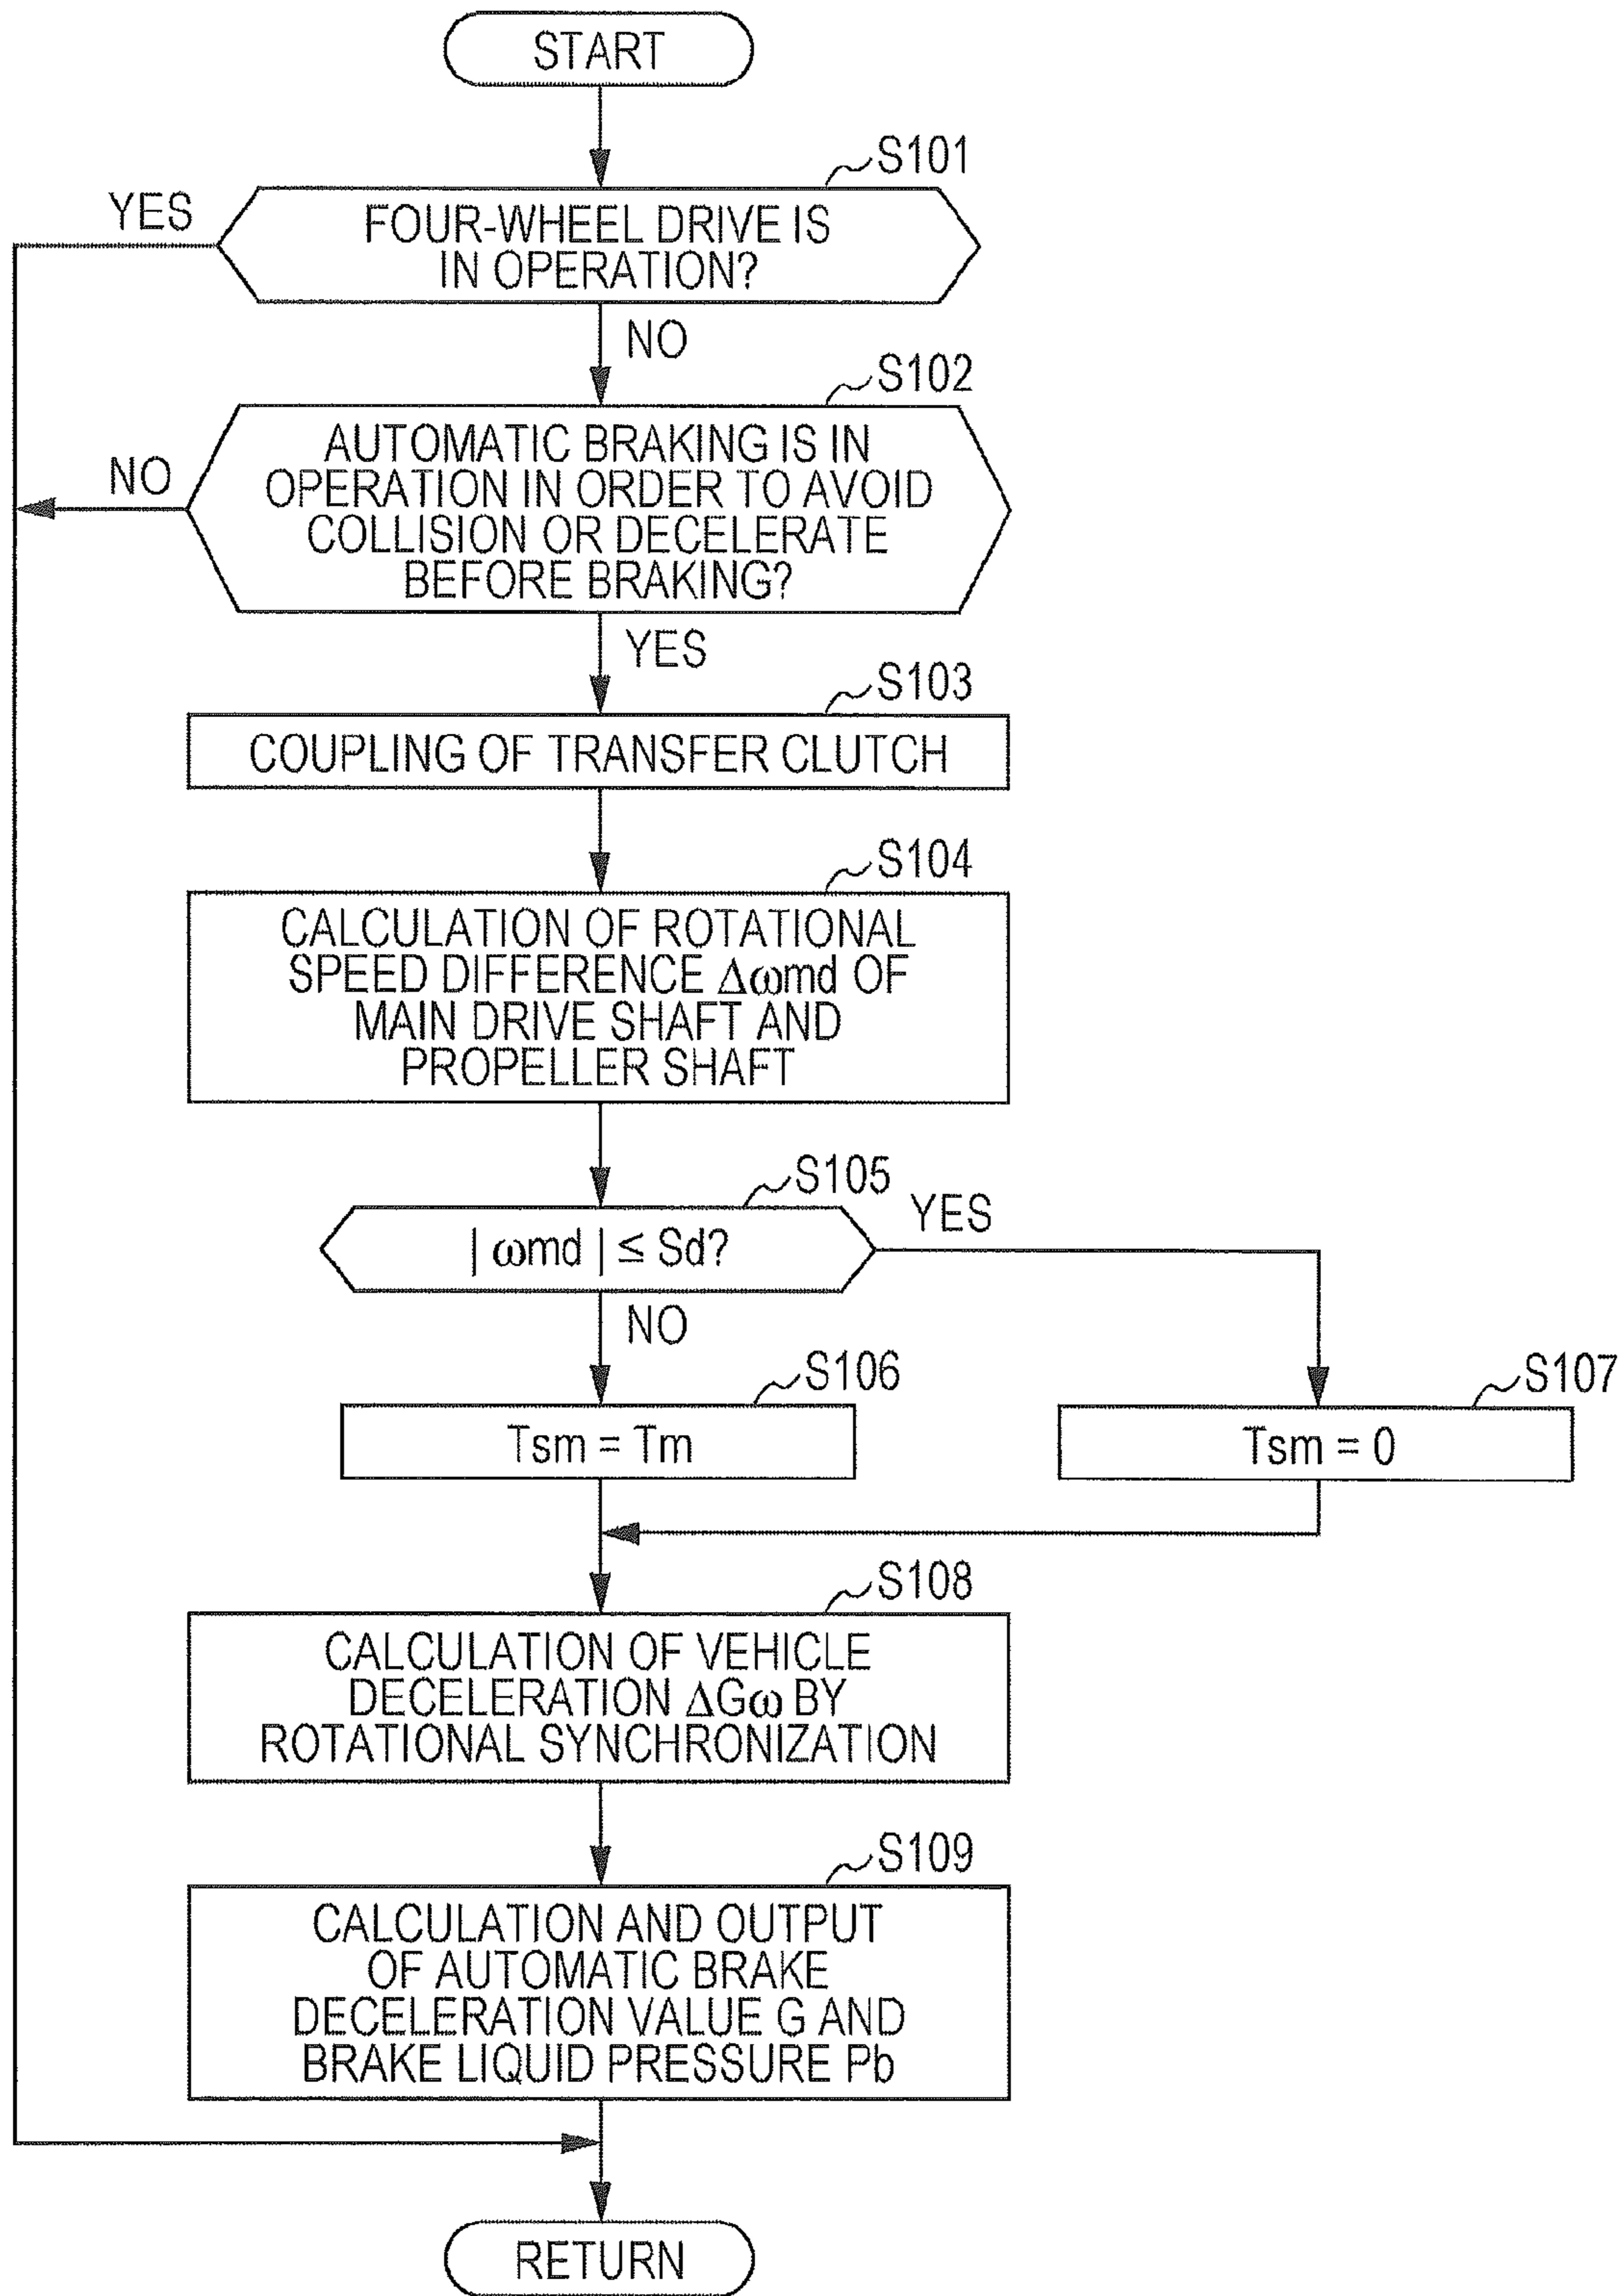 START
S101
YES
FOUR-WHEEL DRIVE IS
IN OPERATION?
NO
S102
NO
AUTOMATIC BRAKING IS IN
OPERATION IN ORDER TO AVOID
COLLISION OR DECELERATE
BEFORE BRAKING?
YES
S103
COUPLING OF TRANSFER CLUTCH
S104
CALCULATION OF ROTATIONAL
SPEED DIFFERENCE Δωmd OF
MAIN DRIVE SHAFT AND
PROPELLER SHAFT
S105
YES
| ωmd | ≤ Sd?
NO
S106
S107
Tsm = Tm
Tsm = 0
S108
CALCULATION OF VEHICLE
DECELERATION ΔGω BY
ROTATIONAL SYNCHRONIZATION
S109
CALCULATION AND OUTPUT
OF AUTOMATIC BRAKE
DECELERATION VALUE G AND
BRAKE LIQUID PRESSURE Pb
RETURN